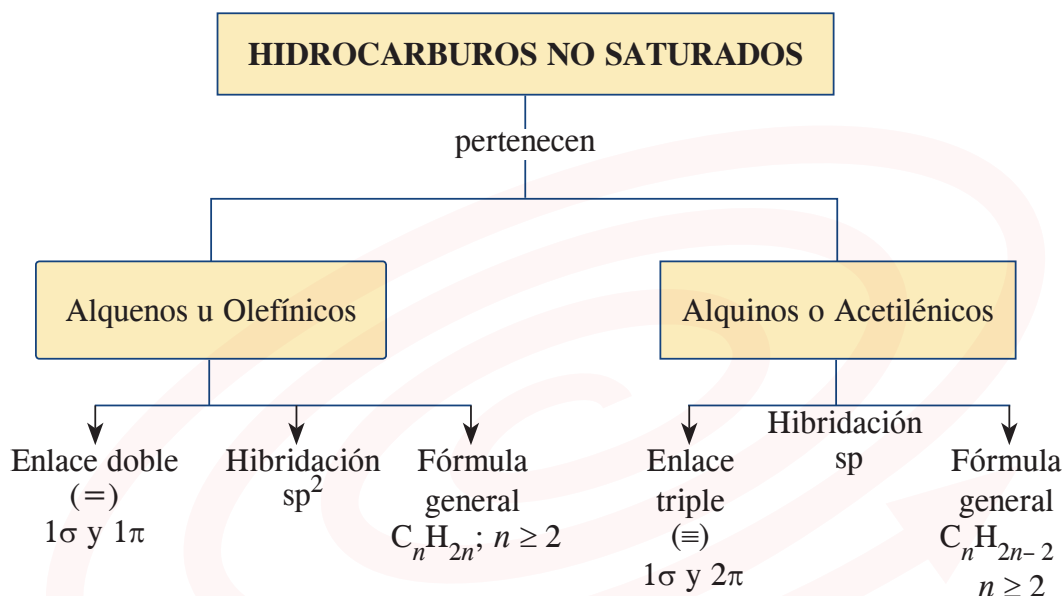 HIDROCARBUROS NO SATURADOS
pertenecen
Alquenos u Olefínicos
Enlace doble
(=)
1σ y 1π
Hibridación
sp²
Fórmula
general
CₙH₂ₙ; n ≥ 2
Alquinos o Acetilénicos
Enlace
triple
(≡)
1σ y 2π
Hibridación
sp
Fórmula
general
CₙH₂ₙ₋₂
n ≥ 2